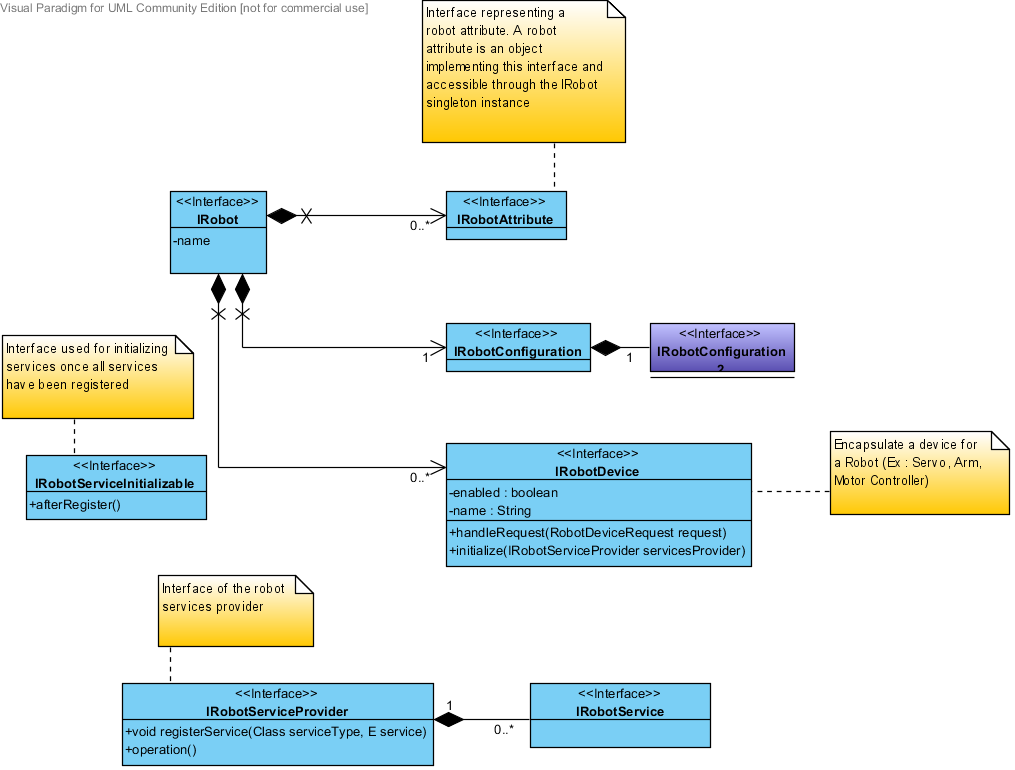 Visual Paradigm for UML Community Edition [not for commercial use]
Interface representing a
robot attribute. A robot
attribute is an object
implementing this interface and
accessible through the IRobot
singleton instance
<<Interface>>
IRobot
-name
0..*
<<Interface>>
IRobotAttribute
Interface used for initializing
services once all services
have been registered
1
<<Interface>>
IRobotConfiguration
1
<<Interface>>
IRobotConfiguration
2
<<Interface>>
IRobotServiceInitializable
+afterRegister()
0..*
<<Interface>>
IRobotDevice
-enabled : boolean
-name : String
+handleRequest(RobotDeviceRequest request)
+initialize(IRobotServiceProvider servicesProvider)
Encapsulate a device for
a Robot (Ex : Servo, Arm,
Motor Controller)
Interface of the robot
services provider
<<Interface>>
IRobotServiceProvider
+void registerService(Class serviceType, E service)
+operation()
1
0..*
<<Interface>>
IRobotService